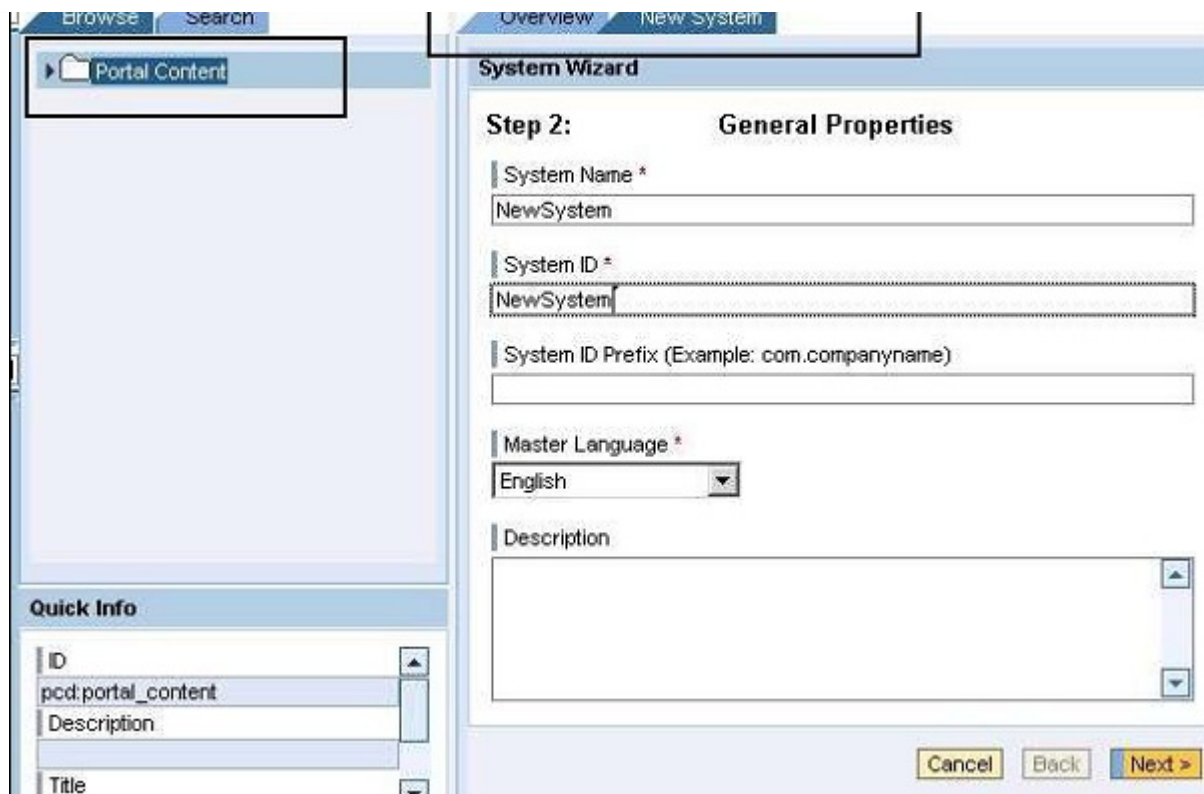 Browse Search
Overview New System
Portal Content
System Wizard
Step 2: General Properties
System Name *
NewSystem
System ID *
NewSystem
System ID Prefix (Example: com.companyname)
Master Language *
English
Description
Quick Info
ID
pcd:portal_content
Description
Title
Cancel Back Next »